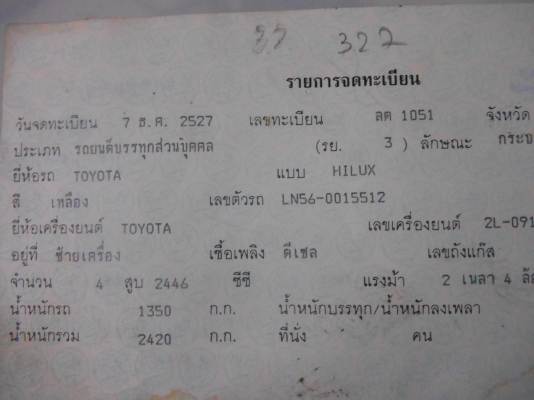 322
รายการจดทะเบียน
วันจดทะเบียน 7 ธ.ค. 2527 เลขทะเบียน ลต 1051 จังหวัด
ประเภท รถยนต์บรรทุกส่วนบุคคล (รย. 3 ) ลักษณะ กระบ
ยี่ห้อรถ TOYOTA แบบ HILUX
สี เหลือง เลขตัวรถ LN56-0015512
ยี่ห้อเครื่องยนต์ TOYOTA เลขเครื่องยนต์ 2L-091
อยู่ที่ ซ้ายเครื่อง เชื้อเพลิง ดีเซล เลขถังแก๊ส
จำนวน 4 สูบ 2446 ซีซี แรงม้า 2 เพลา 4 ล้อ
น้ำหนักรถ 1350 ก.ก. น้ำหนักบรรทุก/น้ำหนักลงเพลา
น้ำหนักรวม 2420 ก.ก. ที่นั่ง คน